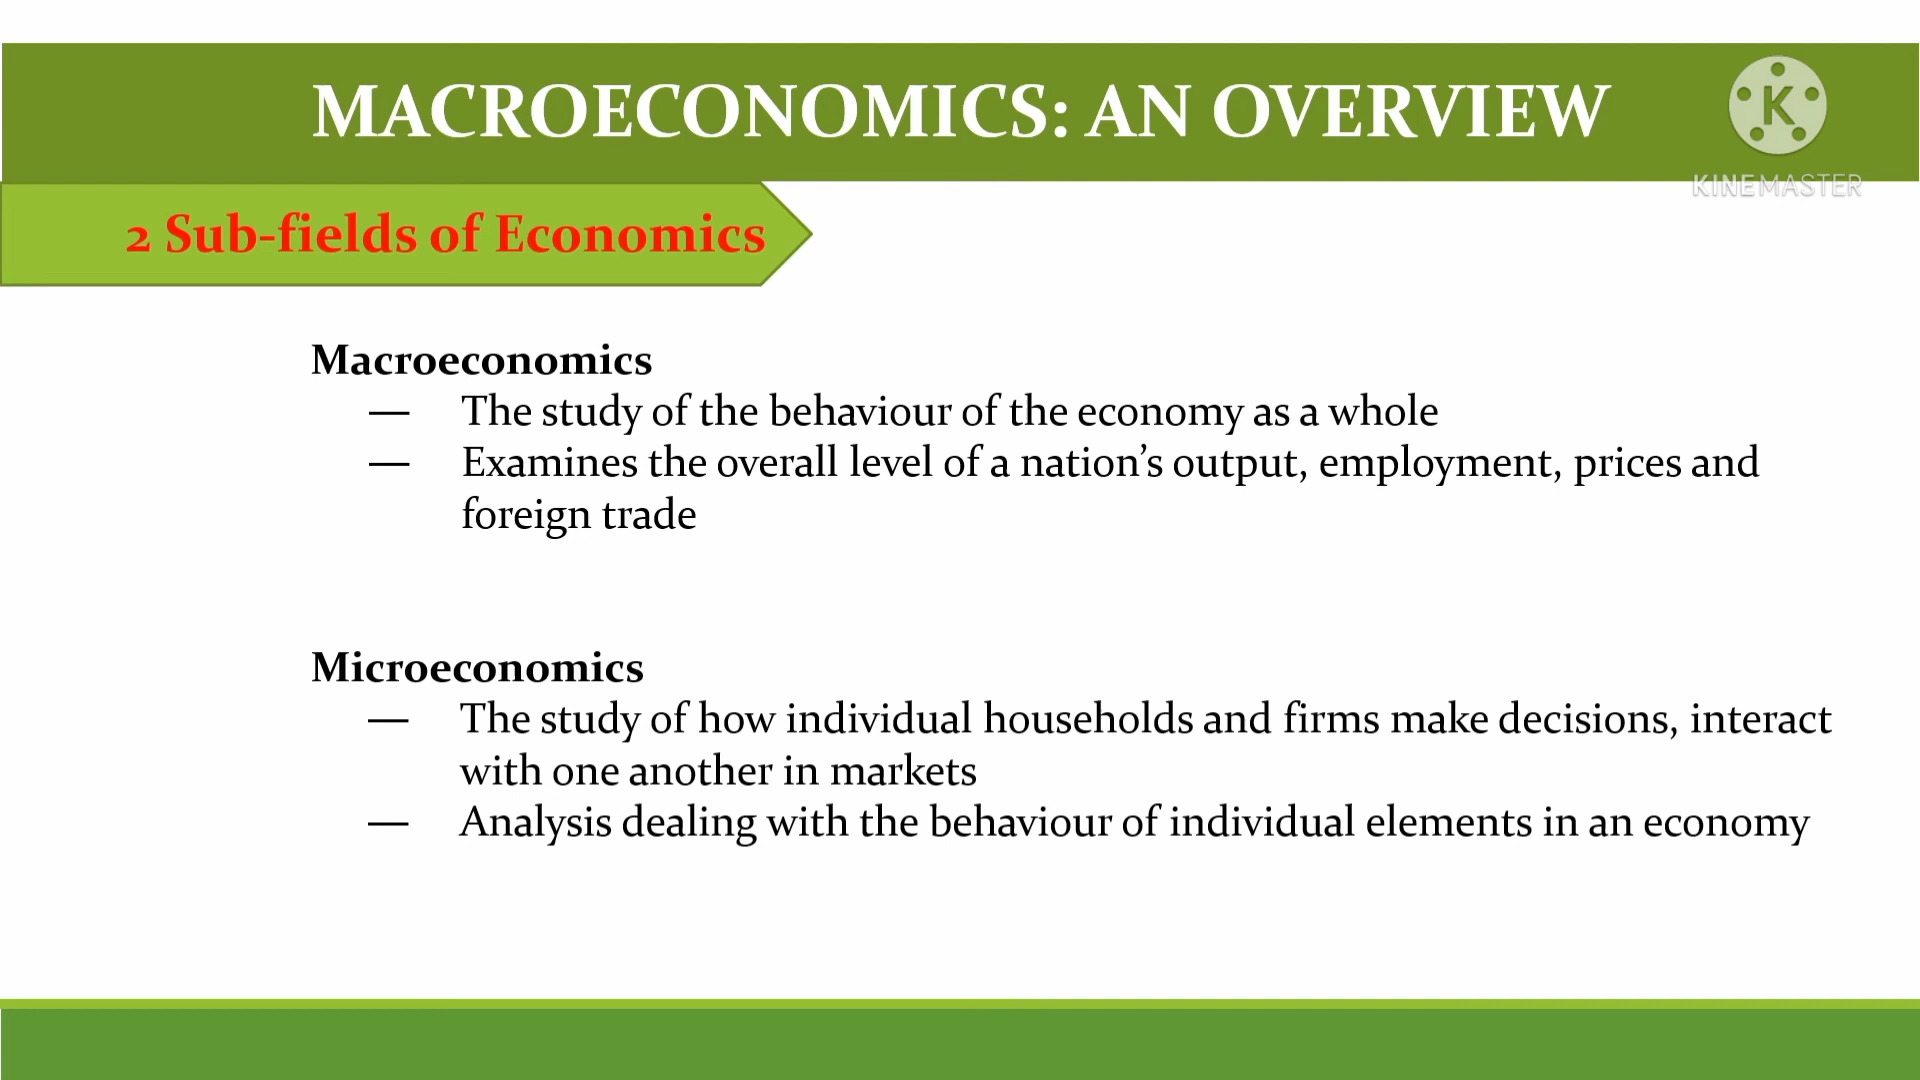 MACROECONOMICS: AN OVERVIEW
K
KINEMASTER
2 Sub-fields of Economics
Macroeconomics
— The study of the behaviour of the economy as a whole
— Examines the overall level of a nation’s output, employment, prices and
foreign trade
Microeconomics
— The study of how individual households and firms make decisions, interact
with one another in markets
— Analysis dealing with the behaviour of individual elements in an economy